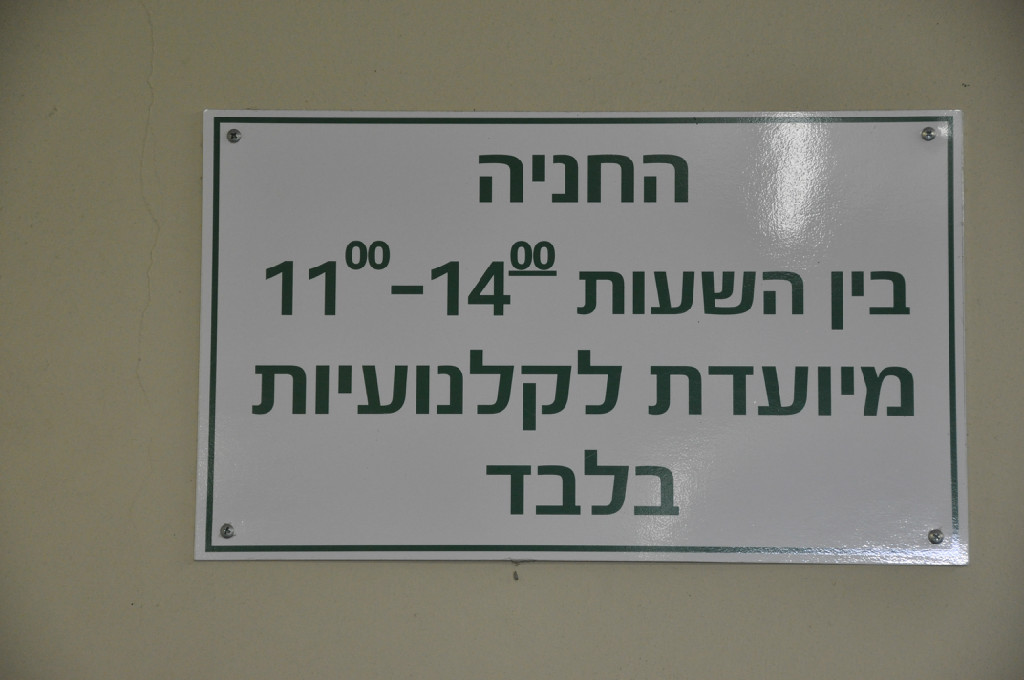 החניה
בין השעות 11⁰⁰-14⁰⁰
מיועדת לקלנועיות
בלבד